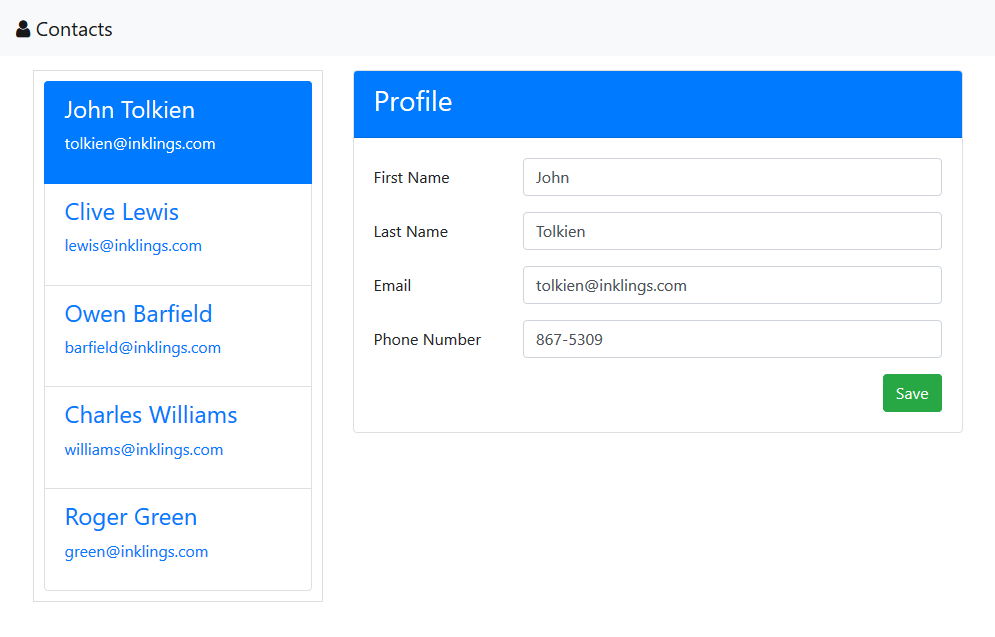 Contacts
John Tolkien
tolkien@inklings.com
Clive Lewis
lewis@inklings.com
Owen Barfield
barfield@inklings.com
Charles Williams
williams@inklings.com
Roger Green
green@inklings.com
Profile
First Name John
Last Name Tolkien
Email tolkien@inklings.com
Phone Number 867-5309
Save